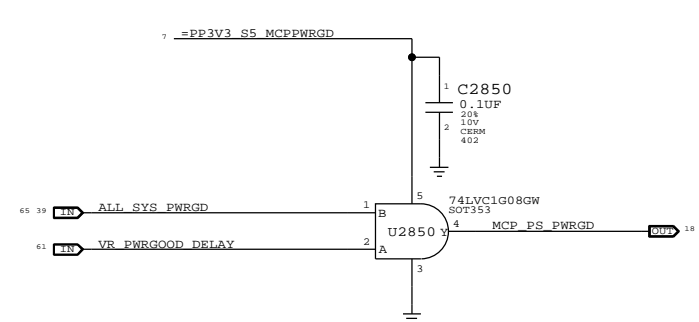 7 =PP3V3_S5_MCPPWRGD
1 C2850
0.1UF
20%
10V
2 CERM
402
5 74LVC1G08GW
SOT353
65 39 IN ALL_SYS_PWRGD 1 B
U2850 Y 4 MCP_PS_PWRGD OUT 18
61 IN VR_PWRGOOD_DELAY 2 A
3